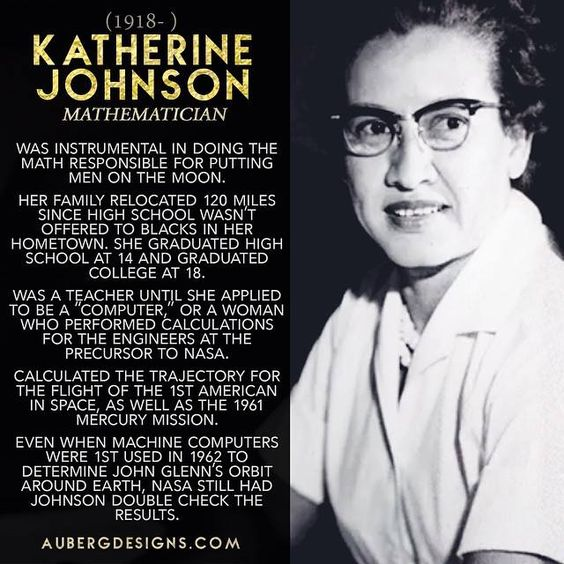 (1918- )
KATHERINE
JOHNSON
MATHEMATICIAN
WAS INSTRUMENTAL IN DOING THE
MATH RESPONSIBLE FOR PUTTING
MEN ON THE MOON.
HER FAMILY RELOCATED 120 MILES
SINCE HIGH SCHOOL WASN'T
OFFERED TO BLACKS IN HER
HOMETOWN. SHE GRADUATED HIGH
SCHOOL AT 14 AND GRADUATED
COLLEGE AT 18.
WAS A TEACHER UNTIL SHE APPLIED
TO BE A "COMPUTER," OR A WOMAN
WHO PERFORMED CALCULATIONS
FOR THE ENGINEERS AT THE
PRECURSOR TO NASA.
CALCULATED THE TRAJECTORY FOR
THE FLIGHT OF THE 1ST AMERICAN
IN SPACE, AS WELL AS THE 1961
MERCURY MISSION.
EVEN WHEN MACHINE COMPUTERS
WERE 1ST USED IN 1962 TO
DETERMINE JOHN GLENN'S ORBIT
AROUND EARTH, NASA STILL HAD
JOHNSON DOUBLE CHECK THE
RESULTS.
AUBERGDESIGNS.COM